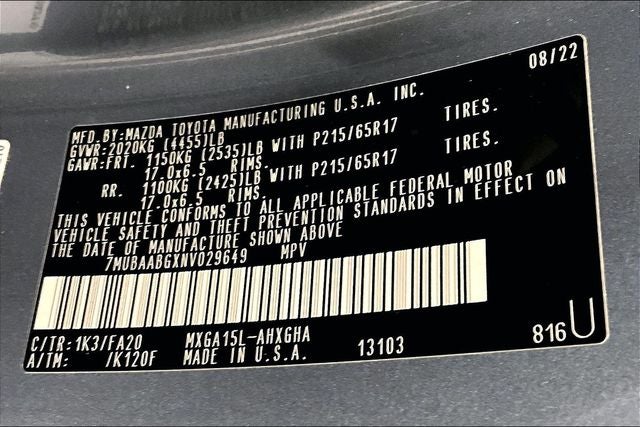 08/22
MFD.BY:MAZDA TOYOTA MANUFACTURING U.S.A. INC.
GVWR:2020KG (4455)LB
GAWR:FRT. 1150KG (2535)LB WITH P215/65R17 TIRES.
17.0x6.5 RIMS.
RR. 1100KG (2425)LB WITH P215/65R17 TIRES.
17.0x6.5 RIMS.
THIS VEHICLE CONFORMS TO ALL APPLICABLE FEDERAL MOTOR
VEHICLE SAFETY AND THEFT PREVENTION STANDARDS IN EFFECT ON
THE DATE OF MANUFACTURE SHOWN ABOVE
7MUBAABGXNV029649 MPV
C/TR:1K3/FA20 MXGA15L-AHXGHA
A/TM: /K120F MADE IN U.S.A. 13103 816U